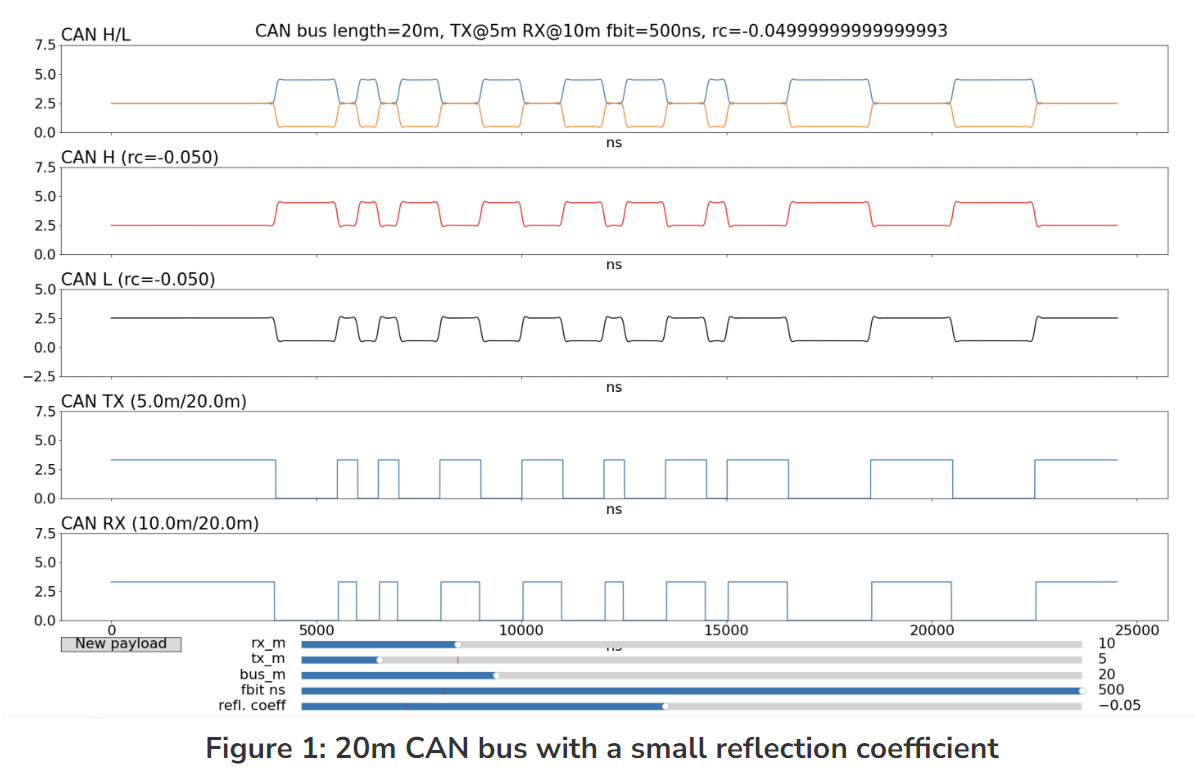 CAN bus length=20m, TX@5m RX@10m fbit=500ns, rc=-0.04999999999999993
CAN H/L
7.5
5.0
2.5
0.0
ns
CAN H (rc=-0.050)
7.5
5.0
2.5
0.0
ns
CAN L (rc=-0.050)
5.0
2.5
0.0
−2.5
ns
CAN TX (5.0m/20.0m)
7.5
5.0
2.5
0.0
ns
CAN RX (10.0m/20.0m)
7.5
5.0
2.5
0.0
0 5000 10000 15000 20000 25000
ns
New payload
rx_m 10
tx_m 5
bus_m 20
fbit ns 500
refl. coeff −0.05
Figure 1: 20m CAN bus with a small reflection coefficient